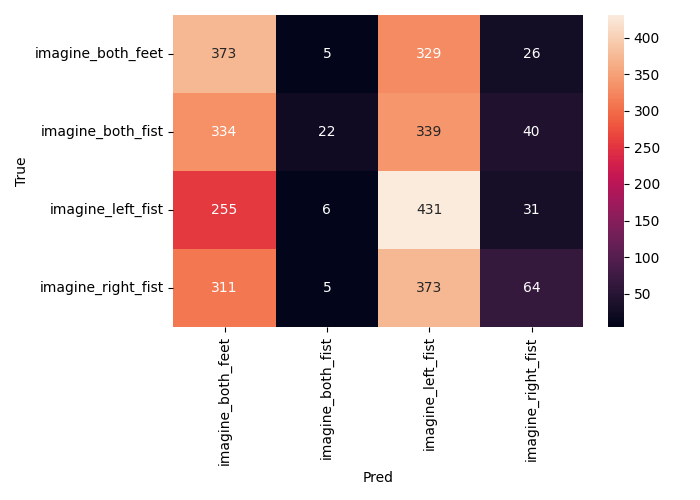 imagine_both_feet 373 5 329 26
imagine_both_fist 334 22 339 40
imagine_left_fist 255 6 431 31
imagine_right_fist 311 5 373 64
True
imagine_both_feet
imagine_both_fist
imagine_left_fist
imagine_right_fist
Pred
400
350
300
250
200
150
100
50